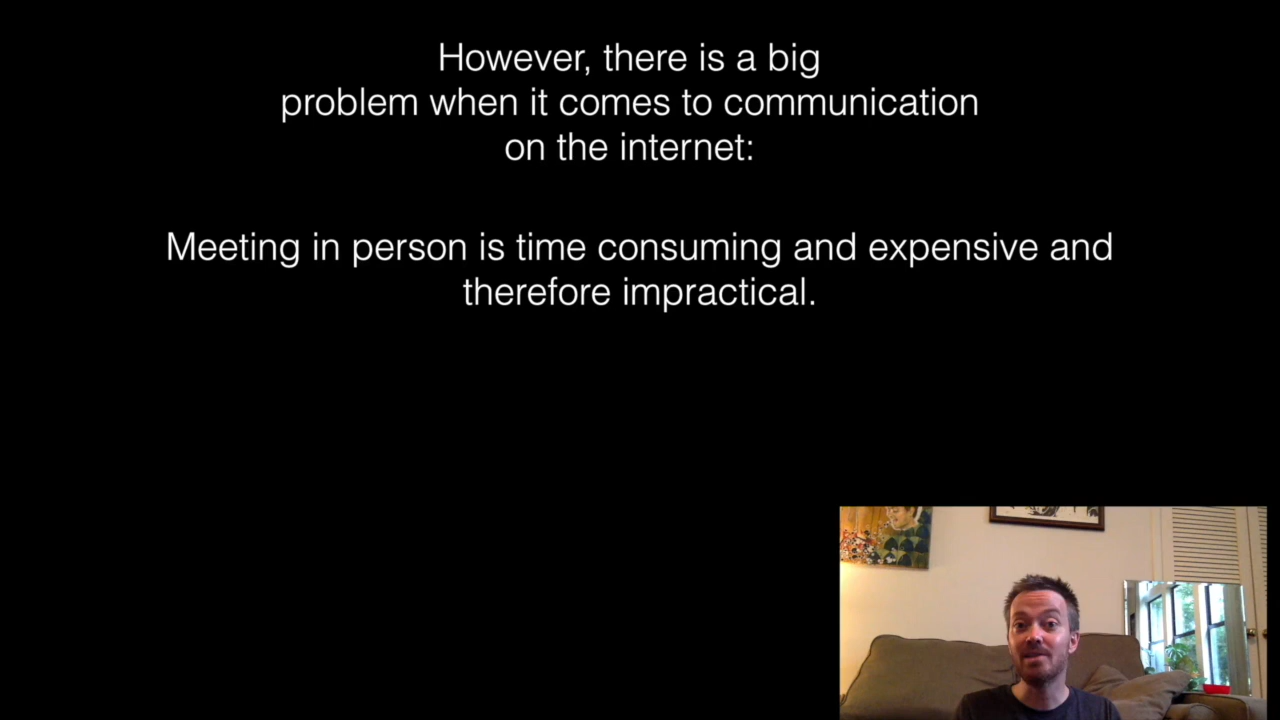 However, there is a big
problem when it comes to communication
on the internet:
Meeting in person is time consuming and expensive and
therefore impractical.